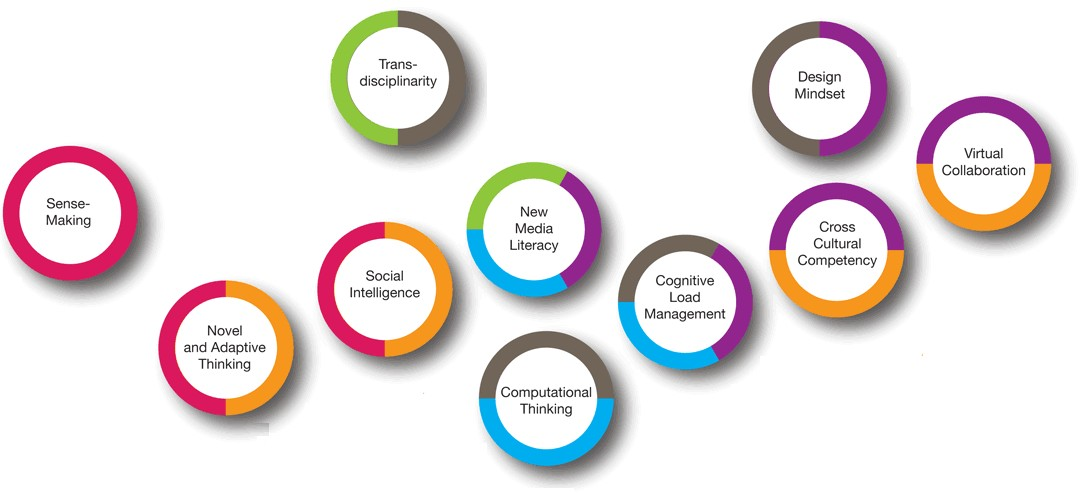 Trans-
disciplinarity
Design
Mindset
Virtual
Collaboration
Sense-
Making
New
Media
Literacy
Cross
Cultural
Competency
Social
Intelligence
Cognitive
Load
Management
Novel
and Adaptive
Thinking
Computational
Thinking